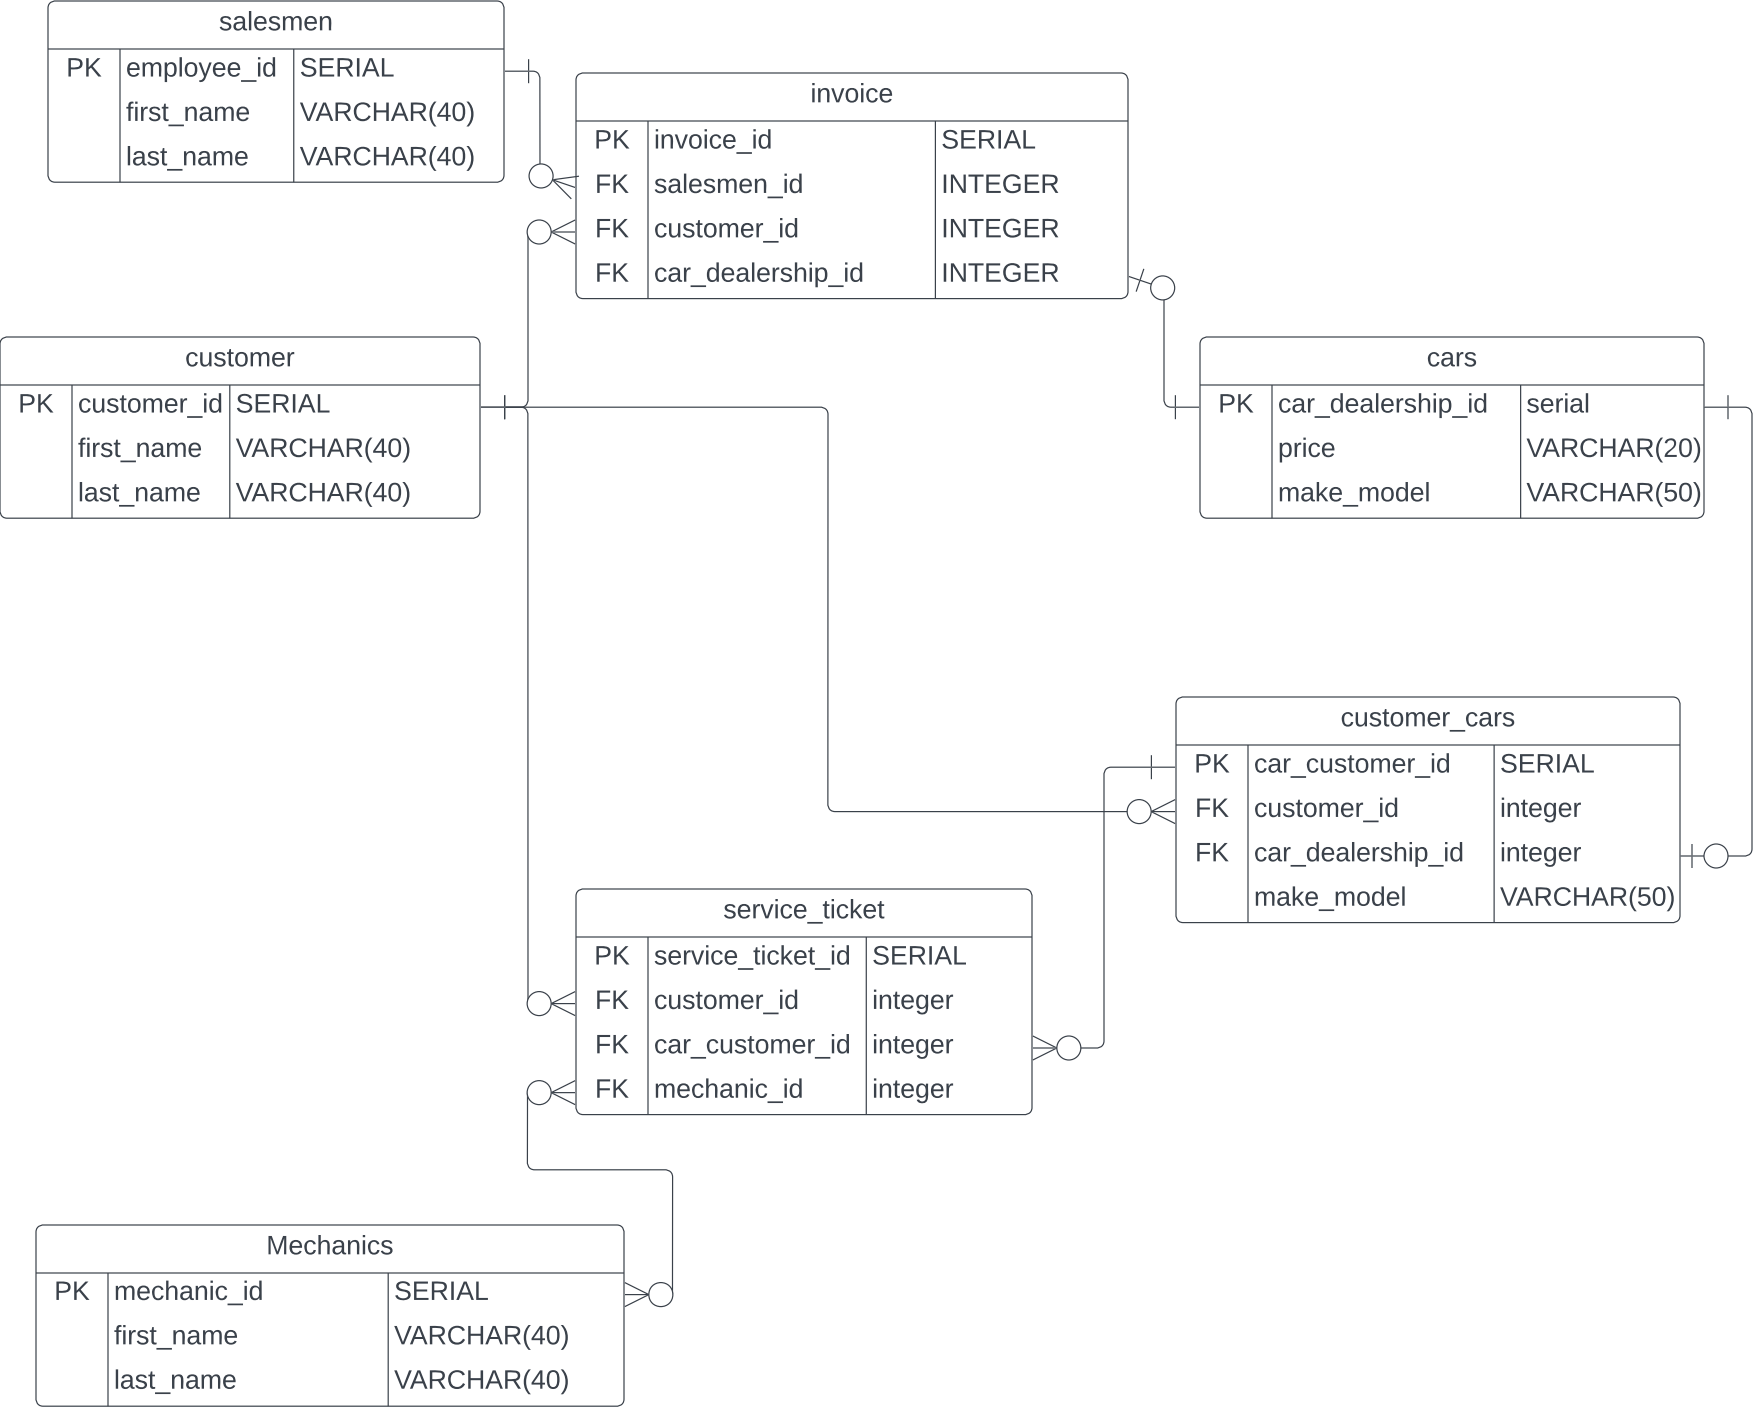 salesmen
PK employee_id SERIAL
first_name VARCHAR(40)
last_name VARCHAR(40)
invoice
PK invoice_id SERIAL
FK salesmen_id INTEGER
FK customer_id INTEGER
FK car_dealership_id INTEGER
customer
PK customer_id SERIAL
first_name VARCHAR(40)
last_name VARCHAR(40)
cars
PK car_dealership_id serial
price VARCHAR(20)
make_model VARCHAR(50)
customer_cars
PK car_customer_id SERIAL
FK customer_id integer
FK car_dealership_id integer
make_model VARCHAR(50)
service_ticket
PK service_ticket_id SERIAL
FK customer_id integer
FK car_customer_id integer
FK mechanic_id integer
Mechanics
PK mechanic_id SERIAL
first_name VARCHAR(40)
last_name VARCHAR(40)